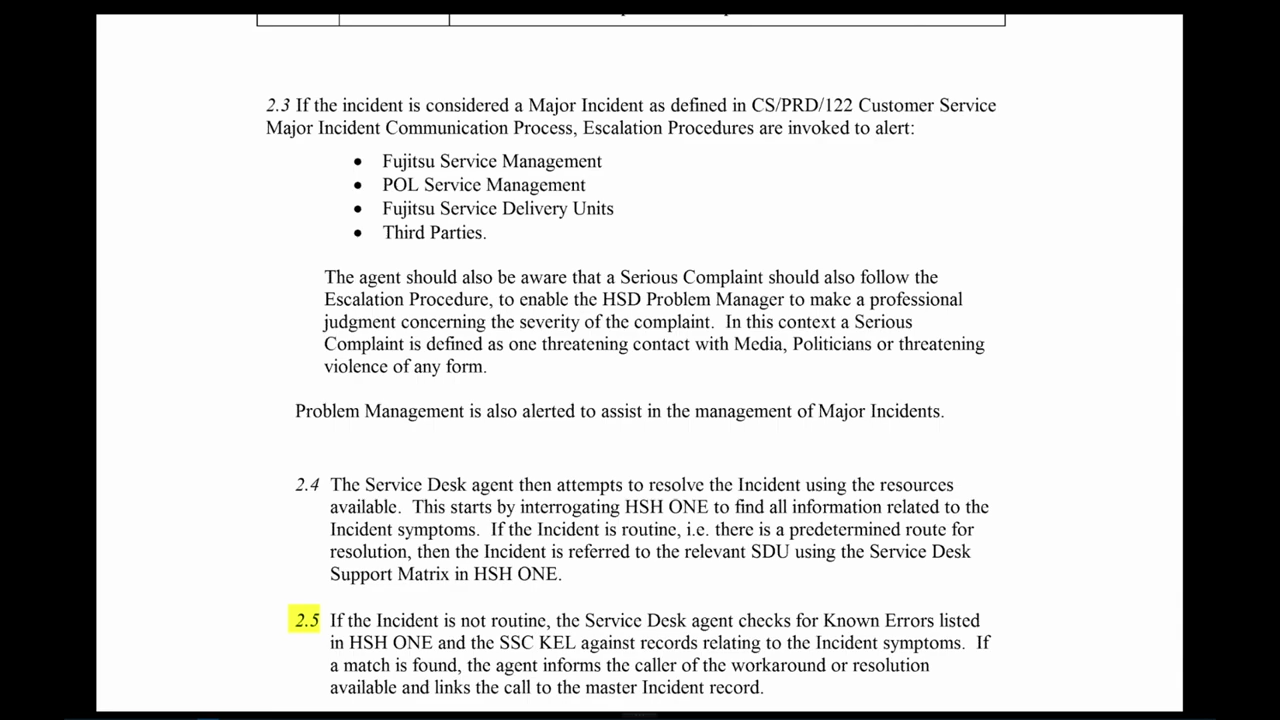 2.3 If the incident is considered a Major Incident as defined in CS/PRD/122 Customer Service
Major Incident Communication Process, Escalation Procedures are invoked to alert:
• Fujitsu Service Management
• POL Service Management
• Fujitsu Service Delivery Units
• Third Parties.
The agent should also be aware that a Serious Complaint should also follow the
Escalation Procedure, to enable the HSD Problem Manager to make a professional
judgment concerning the severity of the complaint.  In this context a Serious
Complaint is defined as one threatening contact with Media, Politicians or threatening
violence of any form.
Problem Management is also alerted to assist in the management of Major Incidents.
2.4 The Service Desk agent then attempts to resolve the Incident using the resources
available.  This starts by interrogating HSH ONE to find all information related to the
Incident symptoms.  If the Incident is routine, i.e. there is a predetermined route for
resolution, then the Incident is referred to the relevant SDU using the Service Desk
Support Matrix in HSH ONE.
2.5 If the Incident is not routine, the Service Desk agent checks for Known Errors listed
in HSH ONE and the SSC KEL against records relating to the Incident symptoms.  If
a match is found, the agent informs the caller of the workaround or resolution
available and links the call to the master Incident record.